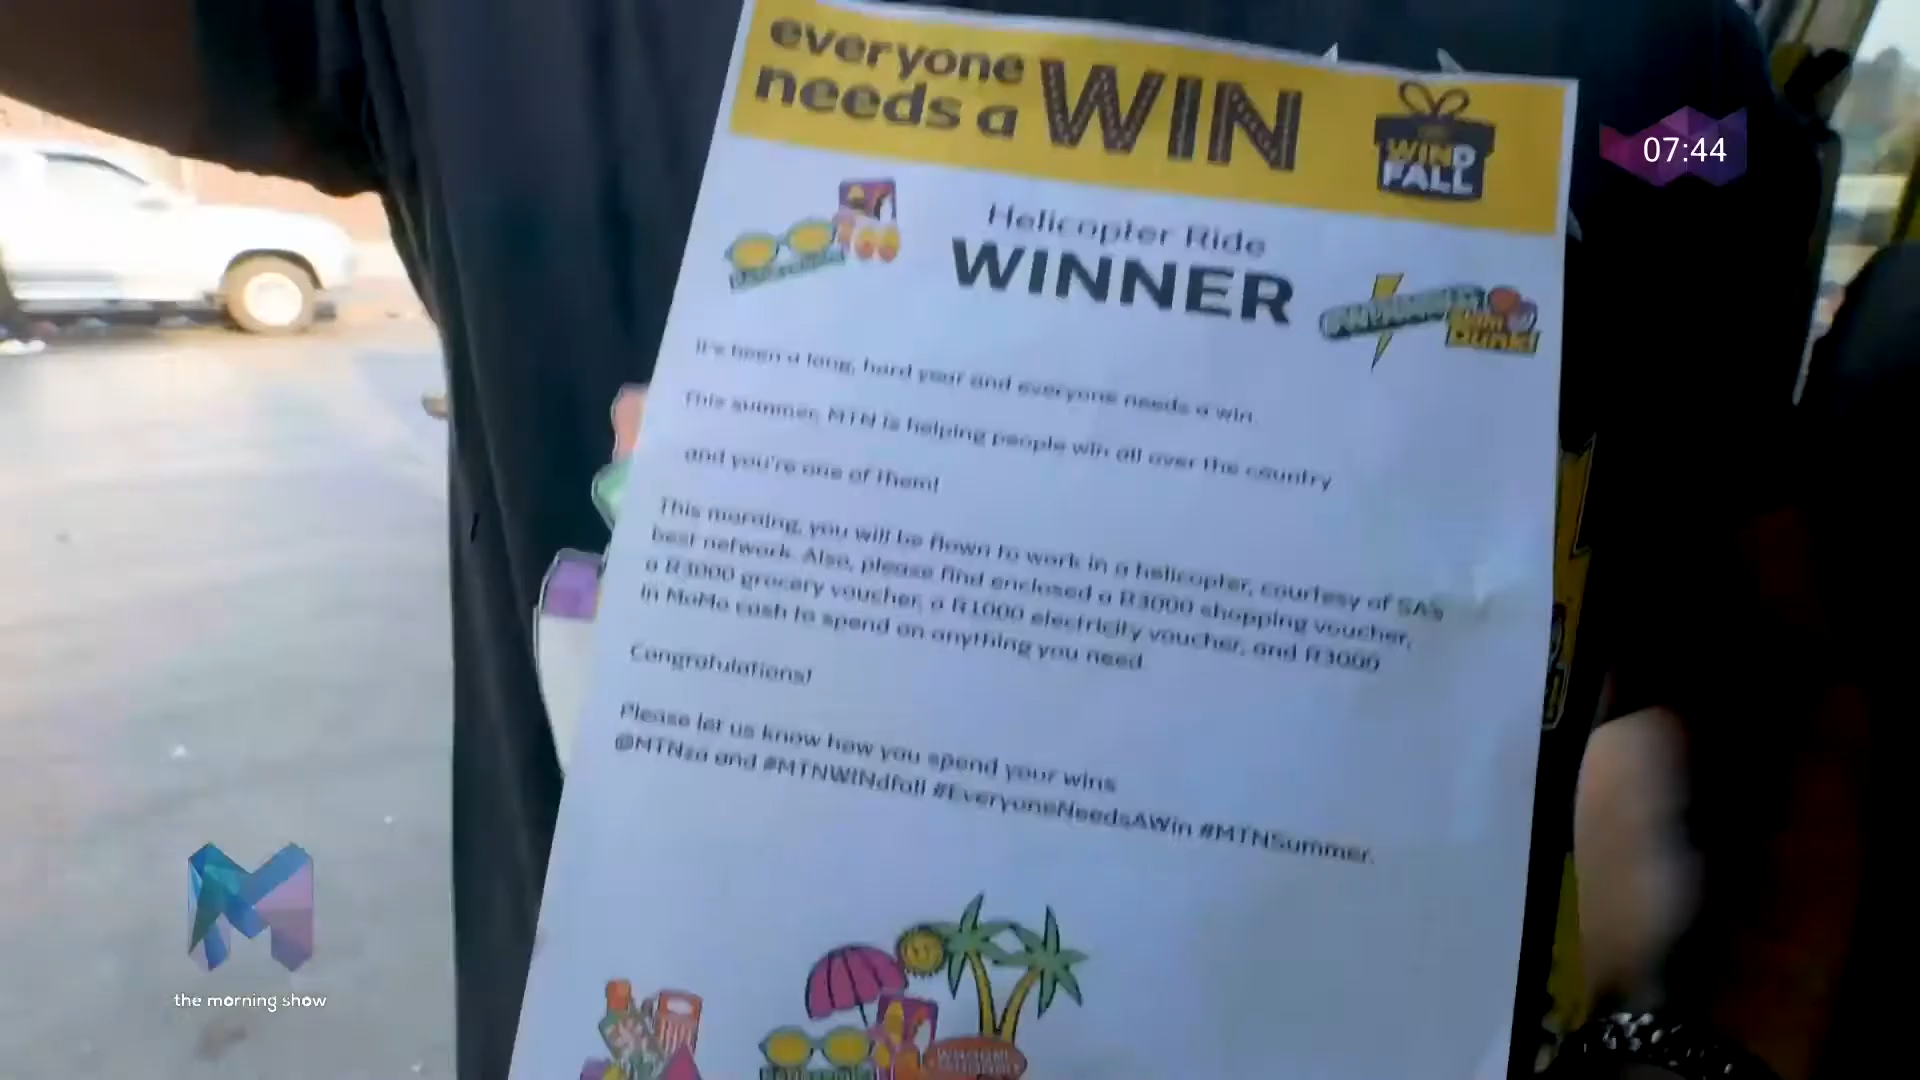 everyone
needs a WIN
WIND
FALL
07:44
Helicopter Ride
WINNER
It's been a long, hard year and everyone needs a win.
This summer, MTN is helping people win all over the country
and you're one of them!
This morning, you will be flown to work in a helicopter, courtesy of SA's
best network. Also, please find enclosed a R3000 shopping voucher,
a R3000 grocery voucher, a R1000 electricity voucher, and R3000
in MoMo cash to spend on anything you need.
Congratulations!
Please let us know how you spend your wins
@MTNza and #MTNWINdfall #EveryoneNeedsAWin #MTNSummer.
the morning show